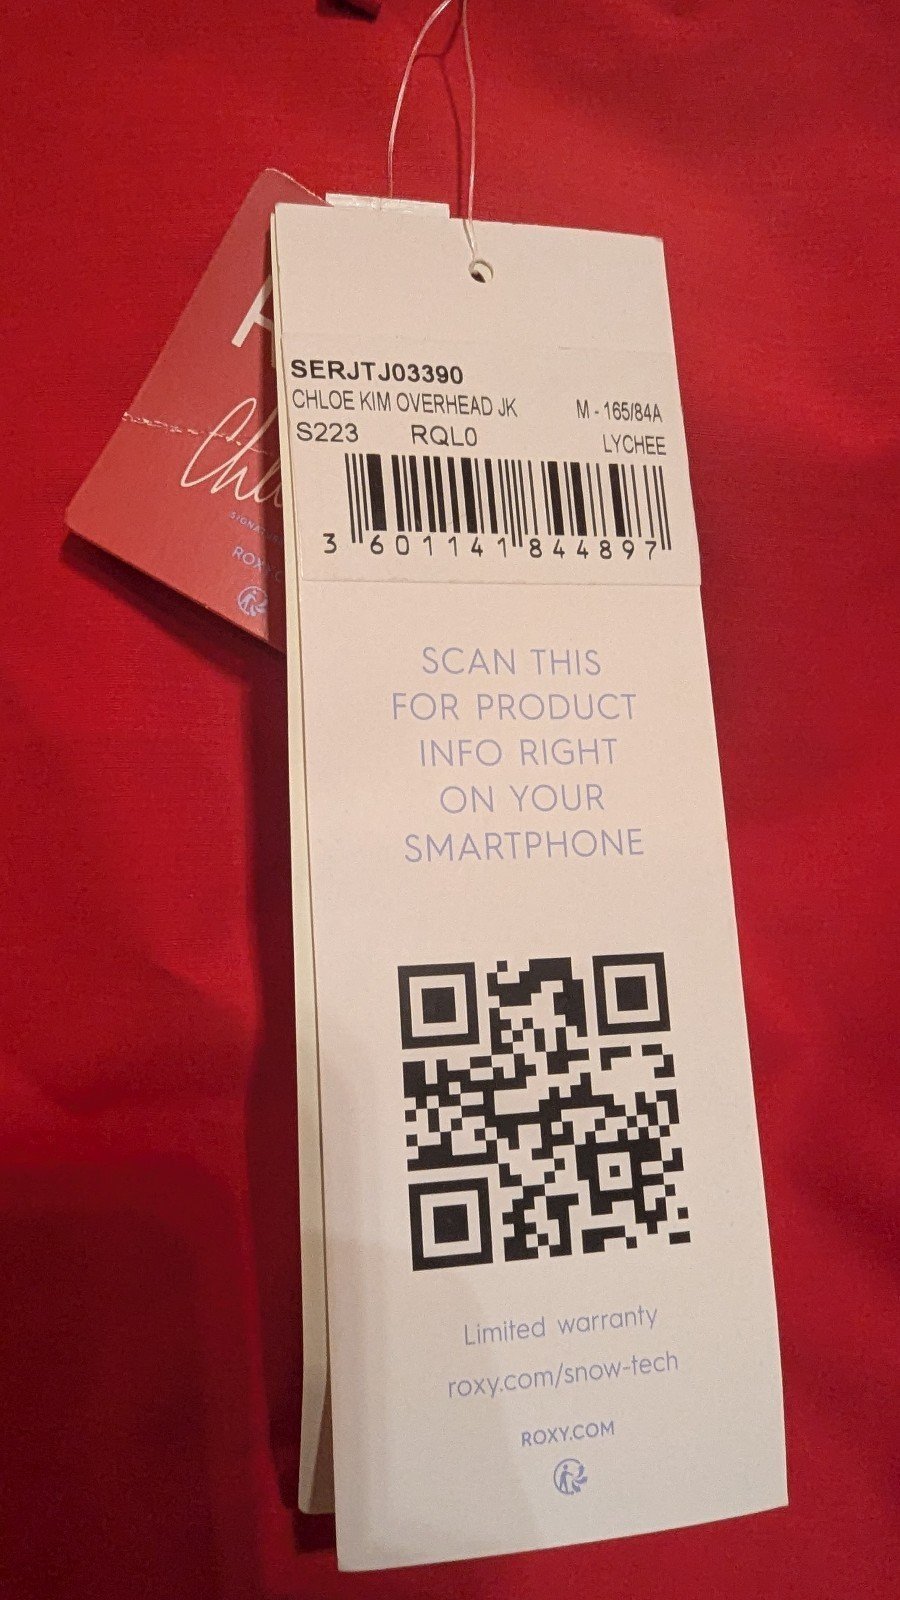 SERJTJ03390
CHLOE KIM OVERHEAD JK M - 165/84A
S223 RQL0 LYCHEE
3 601141 844897
SCAN THIS
FOR PRODUCT
INFO RIGHT
ON YOUR
SMARTPHONE
Limited warranty
roxy.com/snow-tech
ROXY.COM